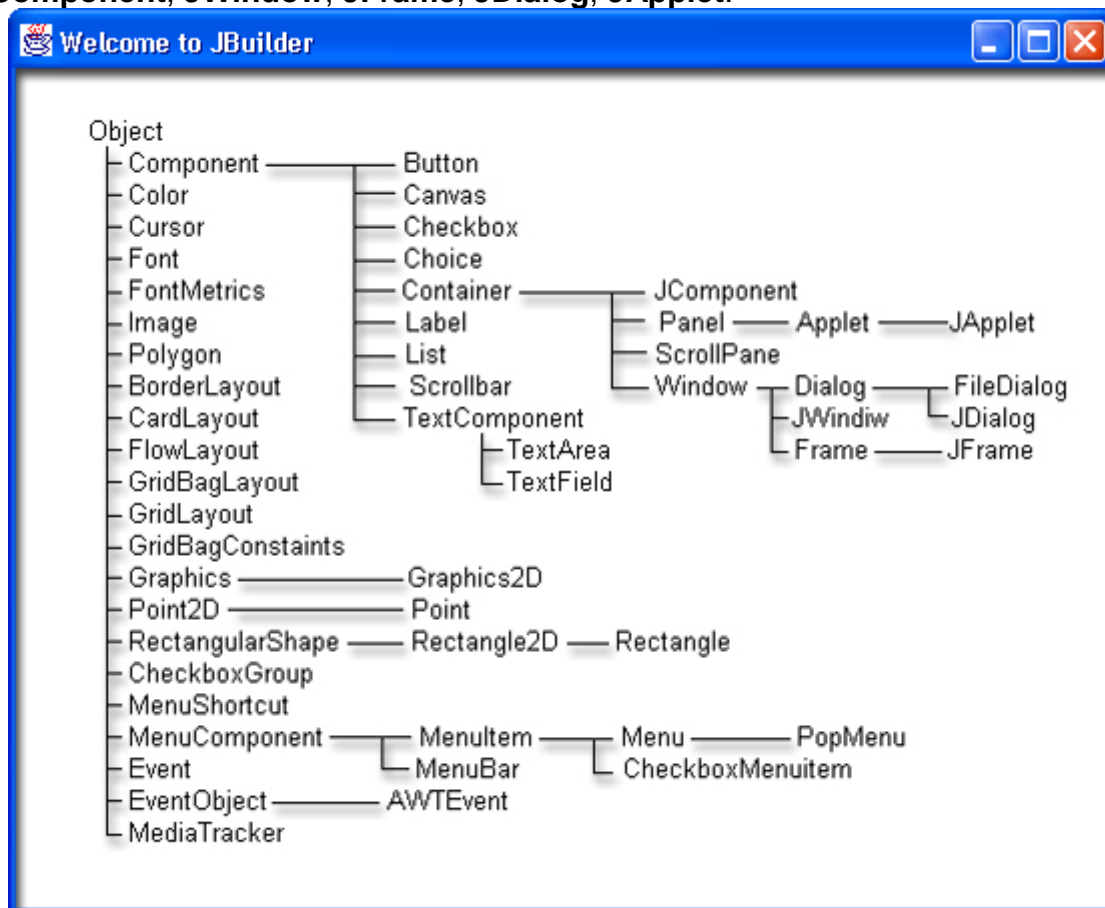 JWindow, JFrame, JDialog, JApplet.
Welcome to JBuilder
Object
Component Button
Color Canvas
Cursor Checkbox
Font Choice
FontMetrics Container JComponent
Image Label Panel Applet JApplet
Polygon List ScrollPane
BorderLayout Scrollbar Window Dialog FileDialog
CardLayout TextComponent JWindiw JDialog
FlowLayout TextArea Frame JFrame
GridBagLayout TextField
GridLayout
GridBagConstaints
Graphics Graphics2D
Point2D Point
RectangularShape Rectangle2D Rectangle
CheckboxGroup
MenuShortcut
MenuComponent MenuItem Menu PopMenu
Event MenuBar CheckboxMenuitem
EventObject AWTEvent
MediaTracker